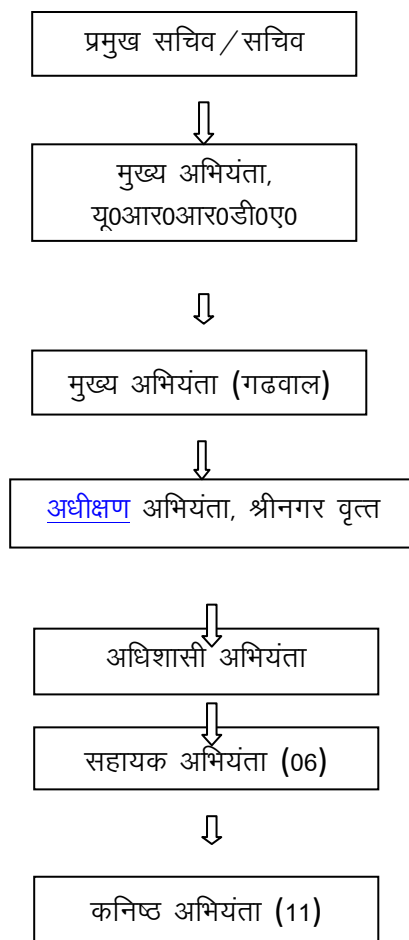 प्रमुख सचिव/सचिव
मुख्य अभियंता,
यू0आर0आर0डी0ए0
मुख्य अभियंता (गढवाल)
अधीक्षण अभियंता, श्रीनगर वृत्त
अधिशासी अभियंता
सहायक अभियंता (06)
कनिष्ठ अभियंता (11)